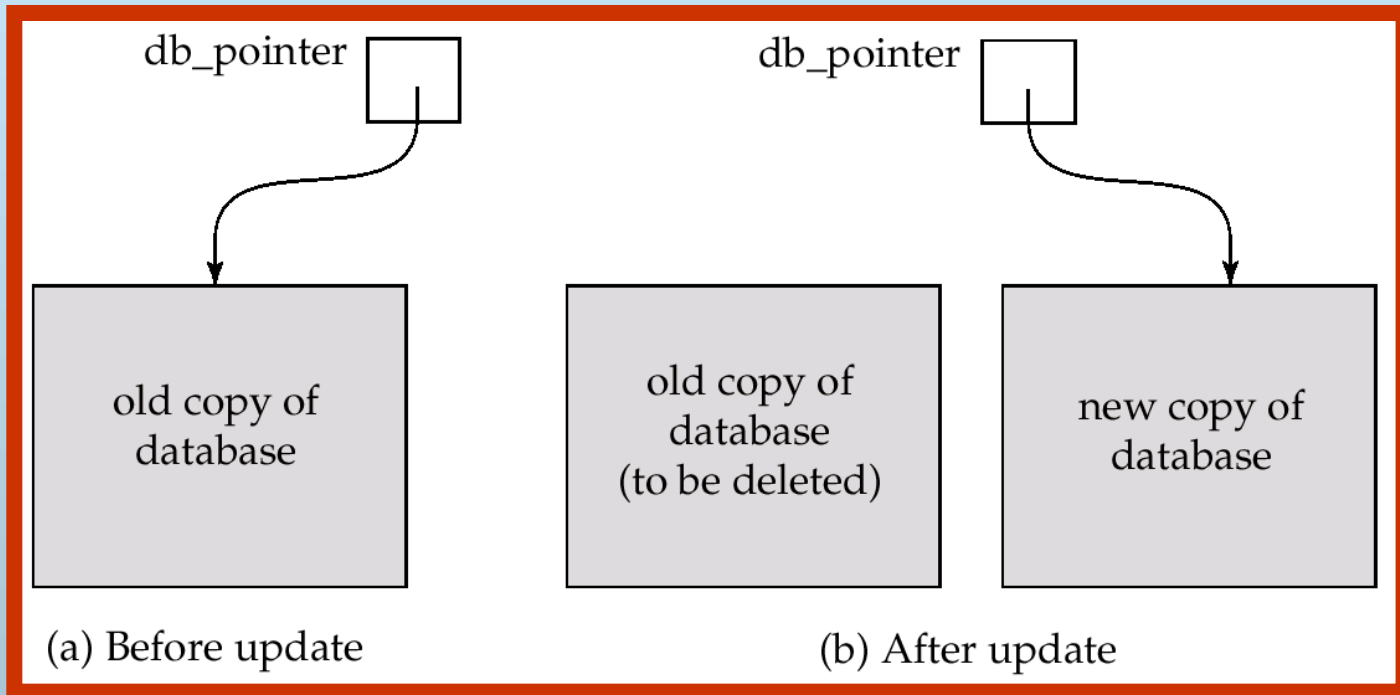 db_pointer
old copy of
database
(a) Before update
db_pointer
old copy of
database
(to be deleted)
new copy of
database
(b) After update